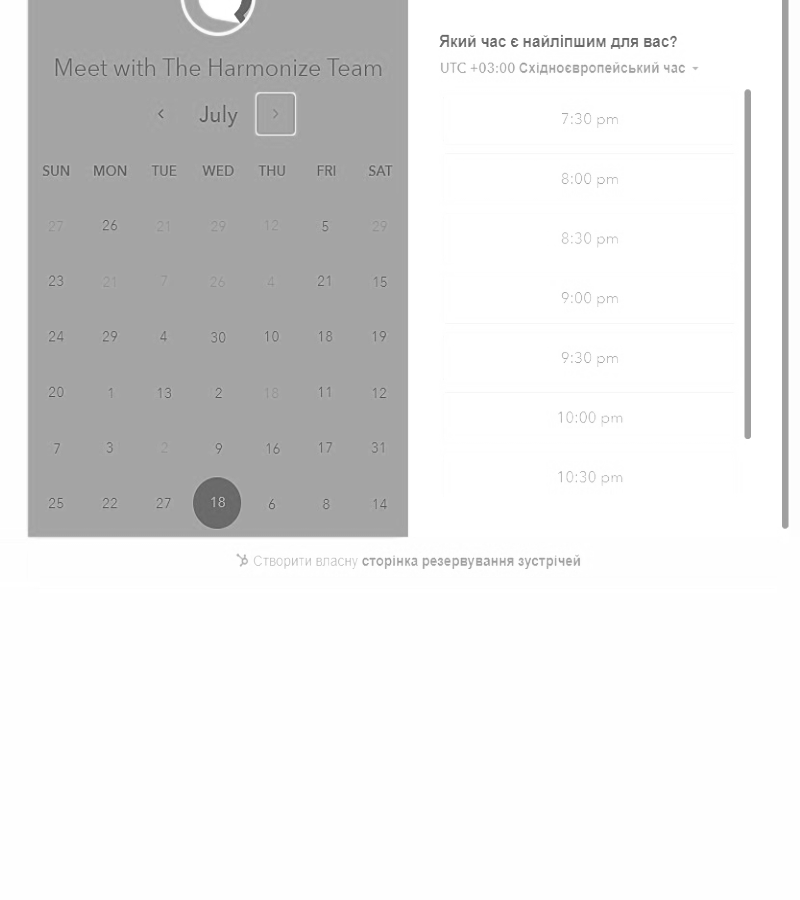 Meet with The Harmonize Team
July
SUN MON TUE WED THU FRI SAT
27 26 21 29 12 5 29
23 21 7 26 4 21 15
24 29 4 30 10 18 19
20 1 13 2 18 11 12
7 3 2 9 16 17 31
25 22 27 18 6 8 14
Який час є найліпшим для вас?
UTC +03:00 Східноєвропейський час
7:30 pm
8:00 pm
8:30 pm
9:00 pm
9:30 pm
10:00 pm
10:30 pm
Створити власну сторінка резервування зустрічей